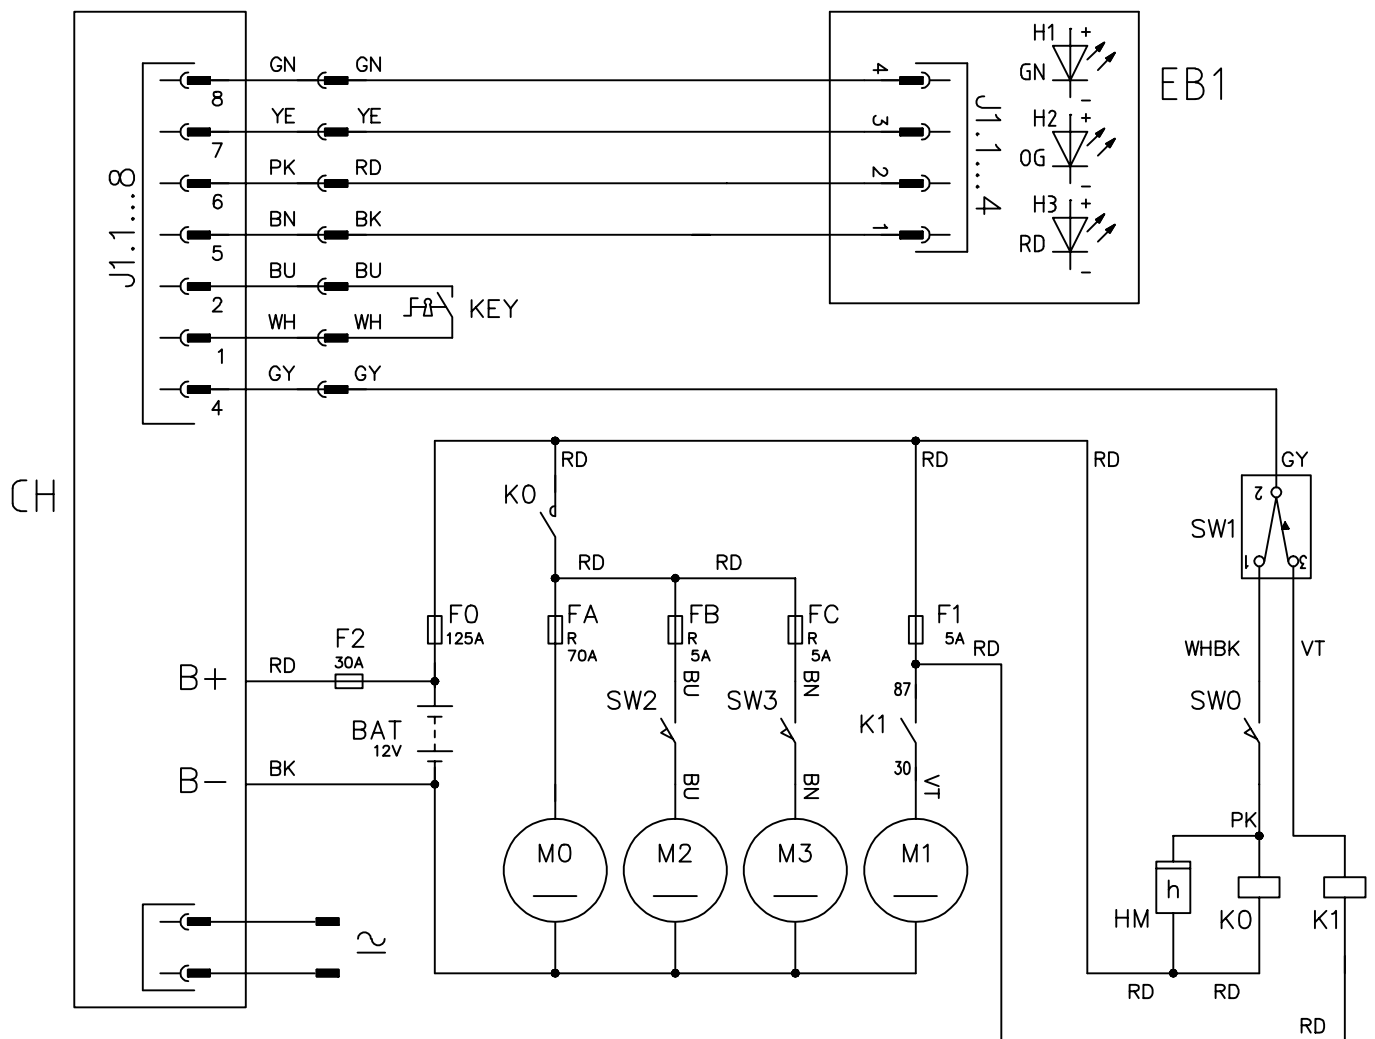 H1 +
GN
−
EB1
H2 +
OG
−
H3 +
RD
−
J1.1...4
4
3
2
1
J1.1...8
GN GN
8
YE YE
7
PK RD
6
BN BK
5
BU BU
2
KEY
WH WH
1
GY GY
4
CH
RD RD RD GY
K0
2
SW1
1 3
RD RD
F0
125A
FA
R
70A
FB
R
5A
FC
R
5A
F1
5A
RD
WHBK VT
F2
30A
B+ RD
BU BN 87
SW2 SW3 K1 SW0
BAT
12V
B− BK
30
BU BN VT
PK
M0 M2 M3 M1
h
HM K0 K1
RD RD
RD